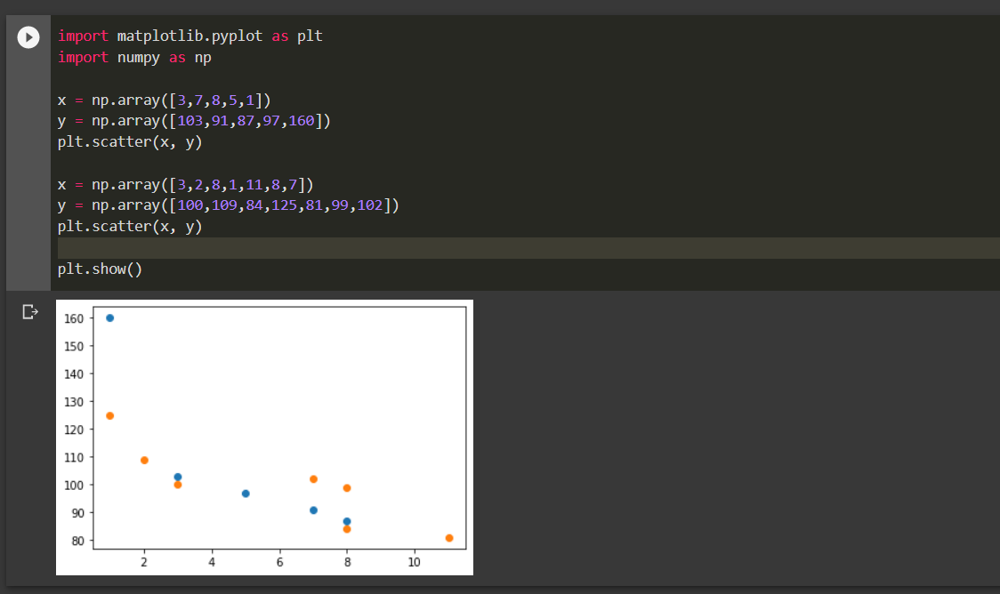 import matplotlib.pyplot as plt
import numpy as np
x = np.array([3,7,8,5,1])
y = np.array([103,91,87,97,160])
plt.scatter(x, y)
x = np.array([3,2,8,1,11,8,7])
y = np.array([100,109,84,125,81,99,102])
plt.scatter(x, y)
plt.show()
160
150
140
130
120
110
100
90
80
2 4 6 8 10